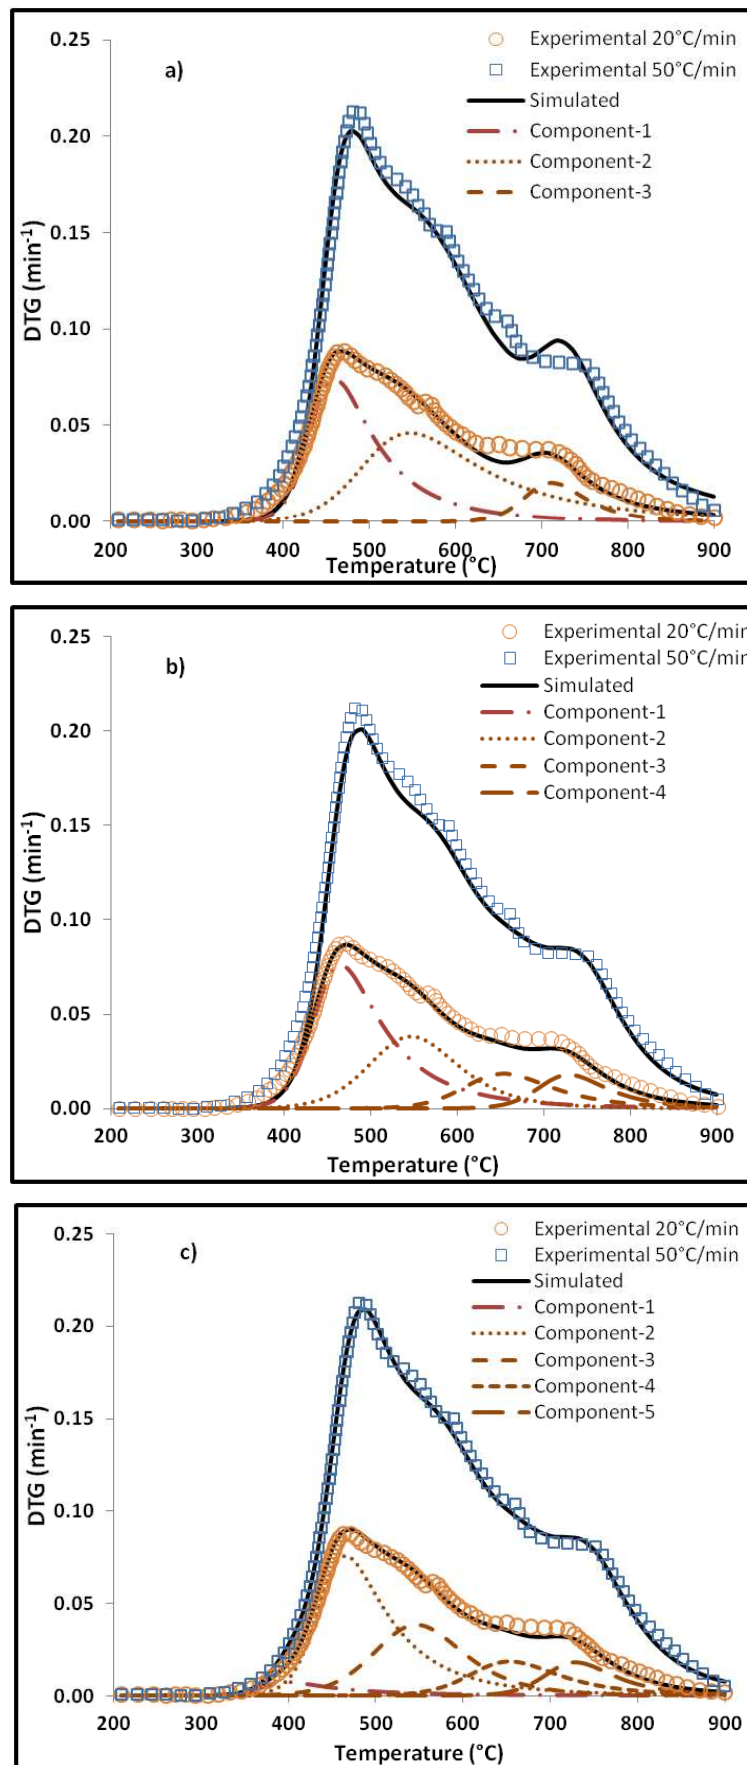 a)
Experimental 20°C/min
Experimental 50°C/min
Simulated
Component-1
Component-2
Component-3
DTG (min-1)
0.25
0.20
0.15
0.10
0.05
0.00
200 300 400 500 600 700 800 900
Temperature (°C)
b)
Experimental 20°C/min
Experimental 50°C/min
Simulated
Component-1
Component-2
Component-3
Component-4
DTG (min-1)
0.25
0.20
0.15
0.10
0.05
0.00
200 300 400 500 600 700 800 900
Temperature (°C)
c)
Experimental 20°C/min
Experimental 50°C/min
Simulated
Component-1
Component-2
Component-3
Component-4
Component-5
DTG (min-1)
0.25
0.20
0.15
0.10
0.05
0.00
200 300 400 500 600 700 800 900
Temperature (°C)